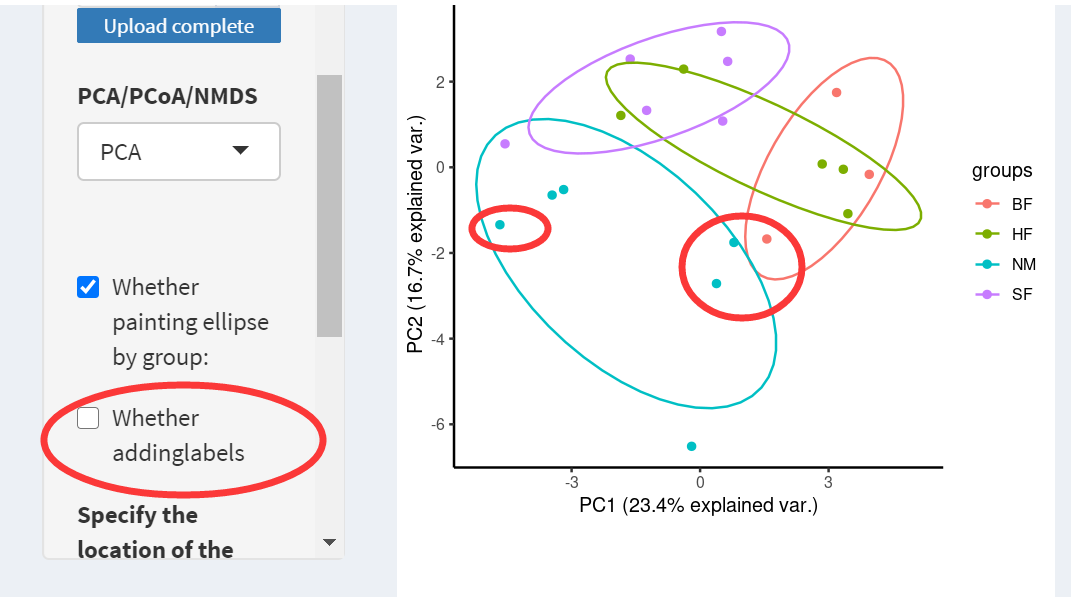 Upload complete
PCA/PCoA/NMDS
PCA
Whether
painting ellipse
by group:
Whether
addinglabels
Specify the
location of the
PC2 (16.7% explained var.)
2
0
-2
-4
-6
-3
0
3
PC1 (23.4% explained var.)
groups
BF
HF
NM
SF